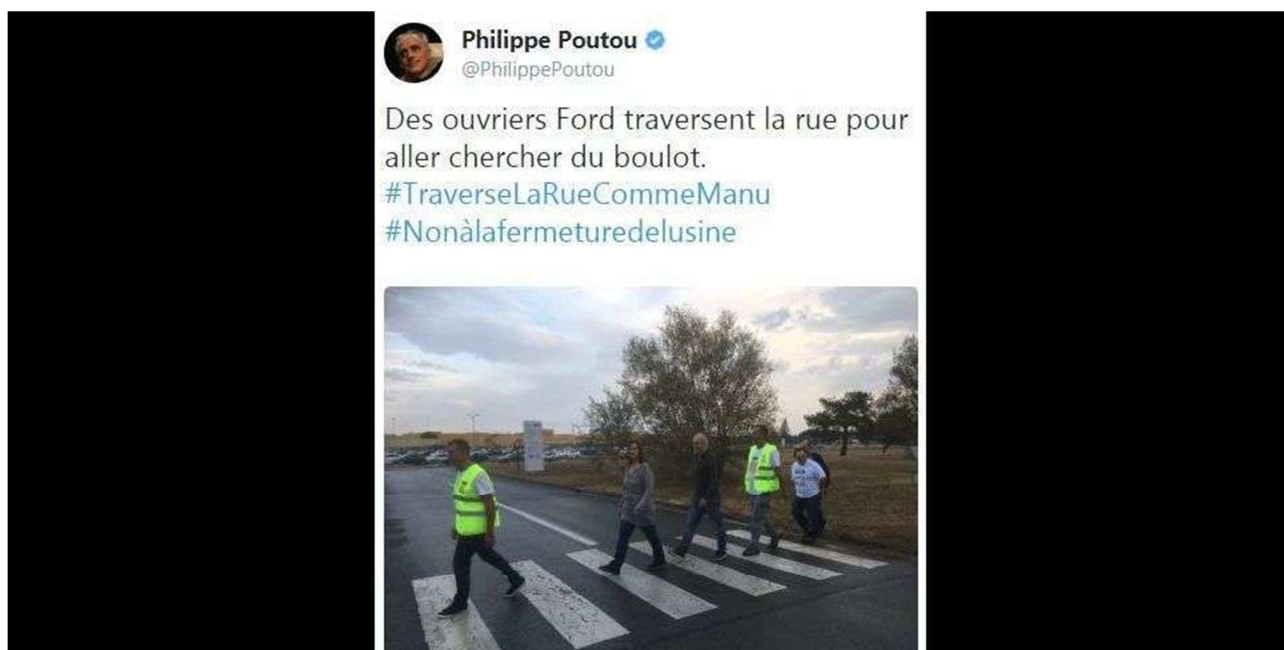 Philippe Poutou
@PhilippePoutou
Des ouvriers Ford traversent la rue pour
aller chercher du boulot.
#TraverseLaRueCommeManu
#Nonàlafermeturedelusine